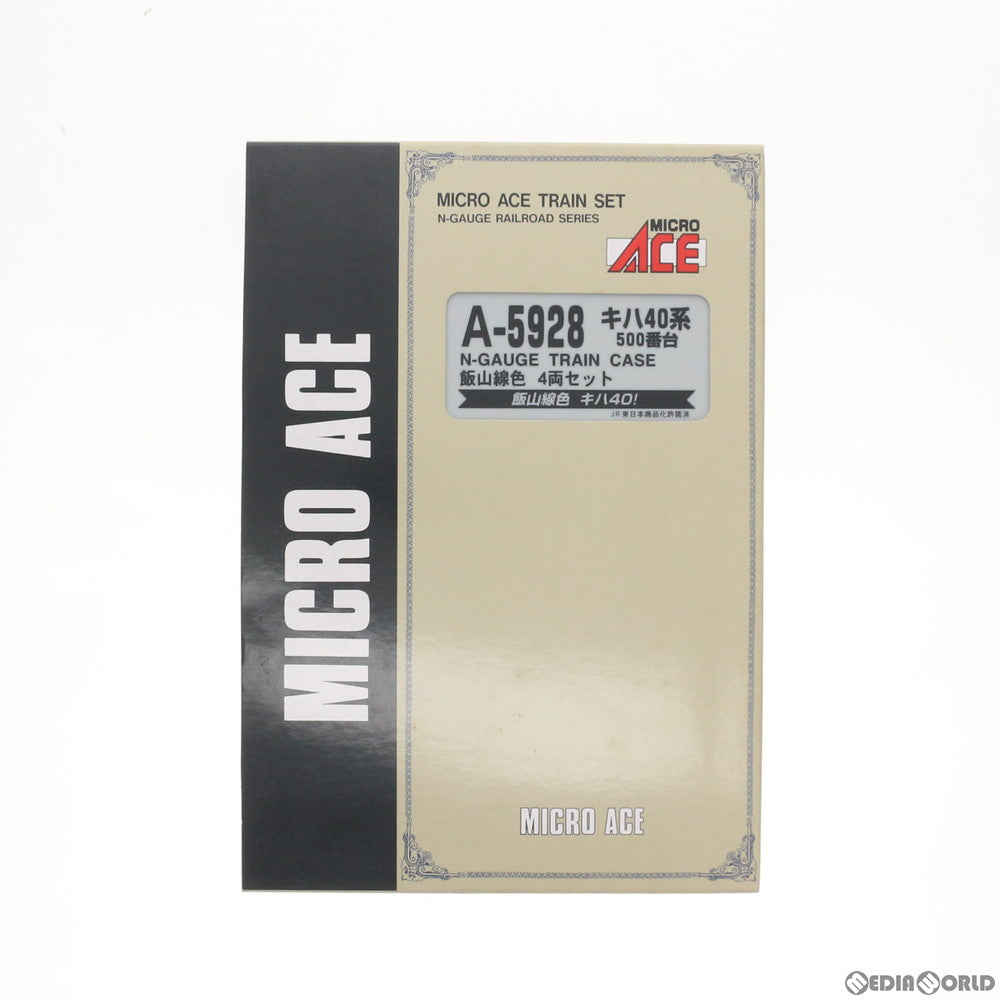 MICRO ACE
MICRO ACE TRAIN SET
N-GAUGE RAILROAD SERIES
MICRO
ACE
A-5928 キハ40系
500番台
N-GAUGE TRAIN CASE
飯山線色 4両セット
飯山線色 キハ40!
JR東日本商品化許諾済
MICRO ACE
MEDIAWORLD